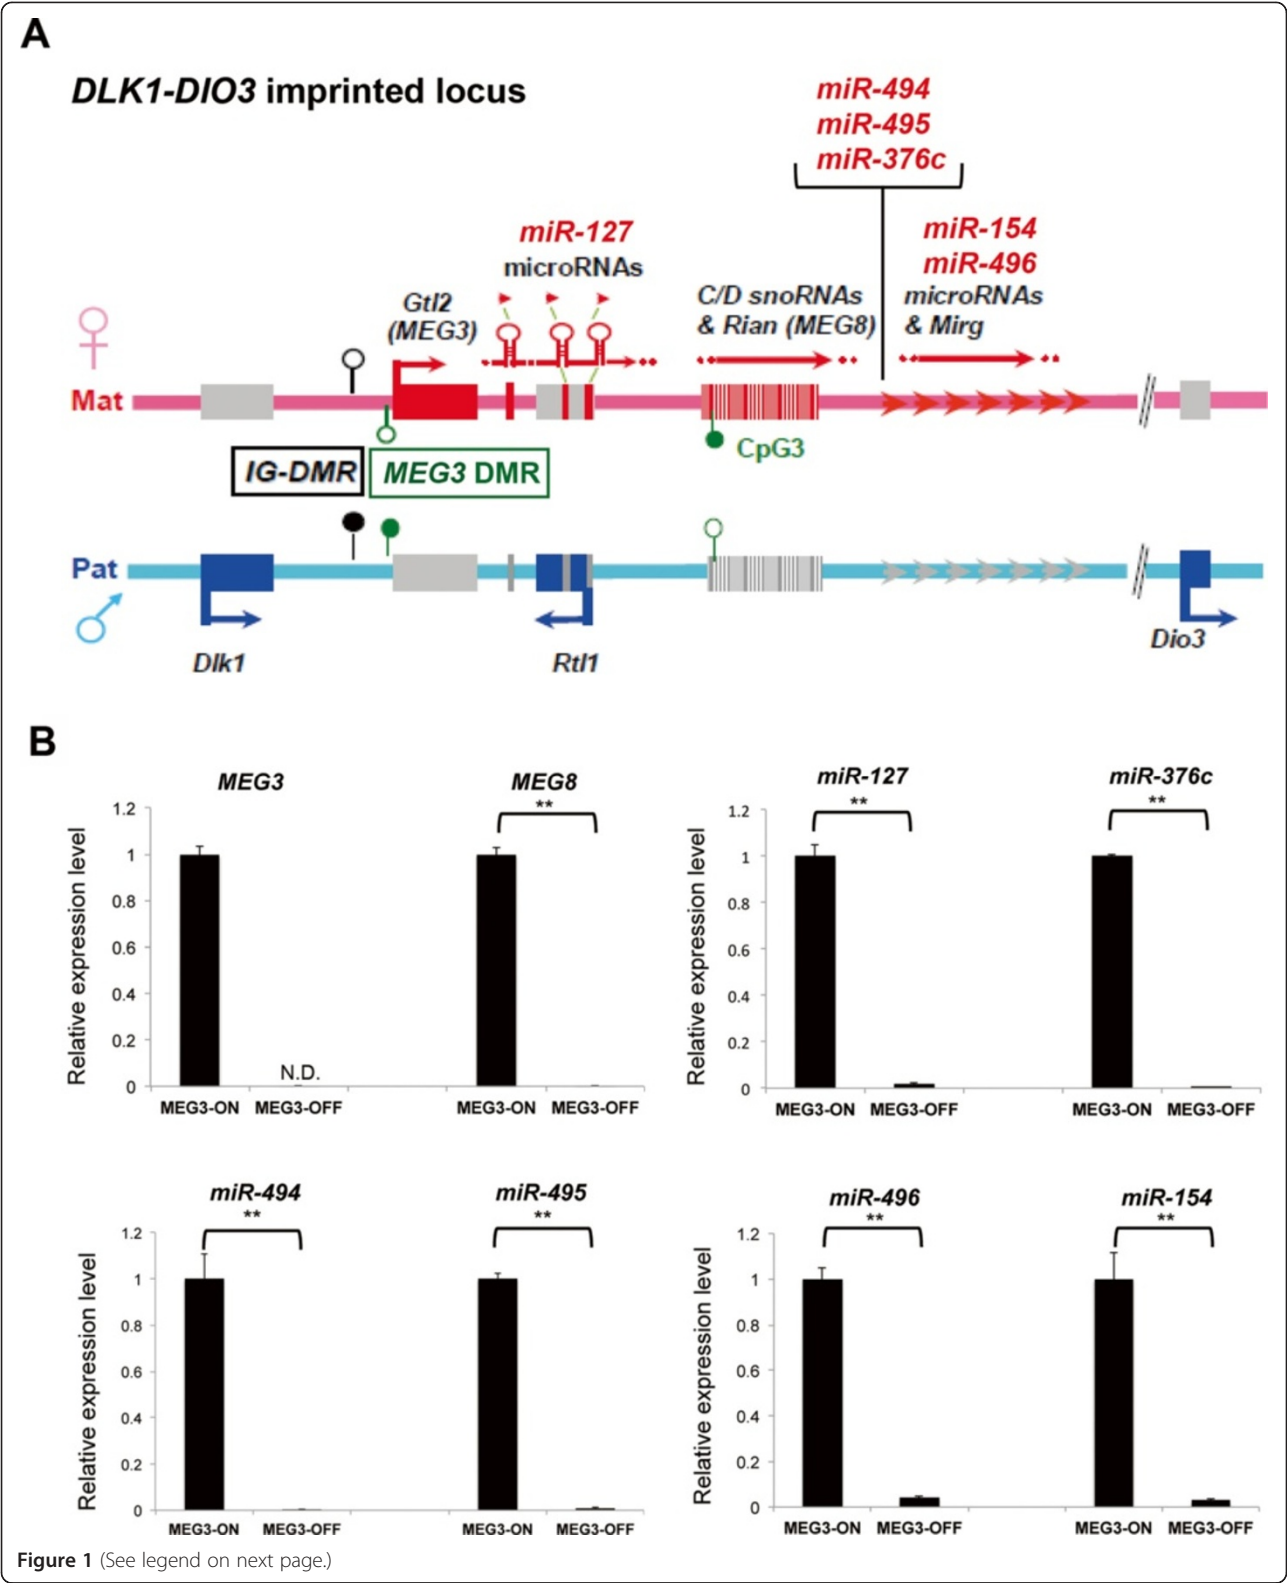 A
DLK1-DIO3 imprinted locus
miR-494
miR-495
miR-376c
miR-127
microRNAs
miR-154
miR-496
microRNAs
& Mirg
Gtl2
(MEG3)
C/D snoRNAs
& Rian (MEG8)
Mat
CpG3
IG-DMR
MEG3 DMR
Pat
Dlk1
Rtl1
Dio3
B
MEG3
MEG8
**
Relative expression level
1.2
1
0.8
0.6
0.4
0.2
0
N.D.
MEG3-ON MEG3-OFF
MEG3-ON MEG3-OFF
miR-127
**
miR-376c
**
Relative expression level
1.2
1
0.8
0.6
0.4
0.2
0
MEG3-ON MEG3-OFF
MEG3-ON MEG3-OFF
miR-494
**
miR-495
**
Relative expression level
1.2
1
0.8
0.6
0.4
0.2
0
MEG3-ON MEG3-OFF
MEG3-ON MEG3-OFF
miR-496
**
miR-154
**
Relative expression level
1.2
1
0.8
0.6
0.4
0.2
0
MEG3-ON MEG3-OFF
MEG3-ON MEG3-OFF
Figure 1 (See legend on next page.)